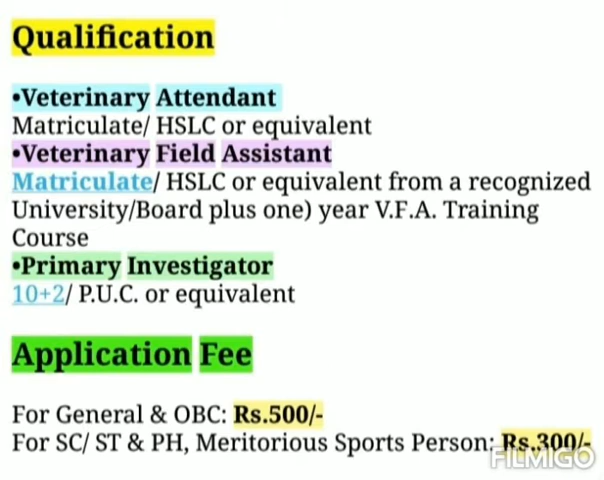 Qualification
•Veterinary Attendant
Matriculate/ HSLC or equivalent
•Veterinary Field Assistant
Matriculate/ HSLC or equivalent from a recognized
University/Board plus one) year V.F.A. Training
Course
•Primary Investigator
10+2/ P.U.C. or equivalent
Application Fee
For General & OBC: Rs.500/-
For SC/ ST & PH, Meritorious Sports Person: Rs.300/-
FILMIGO